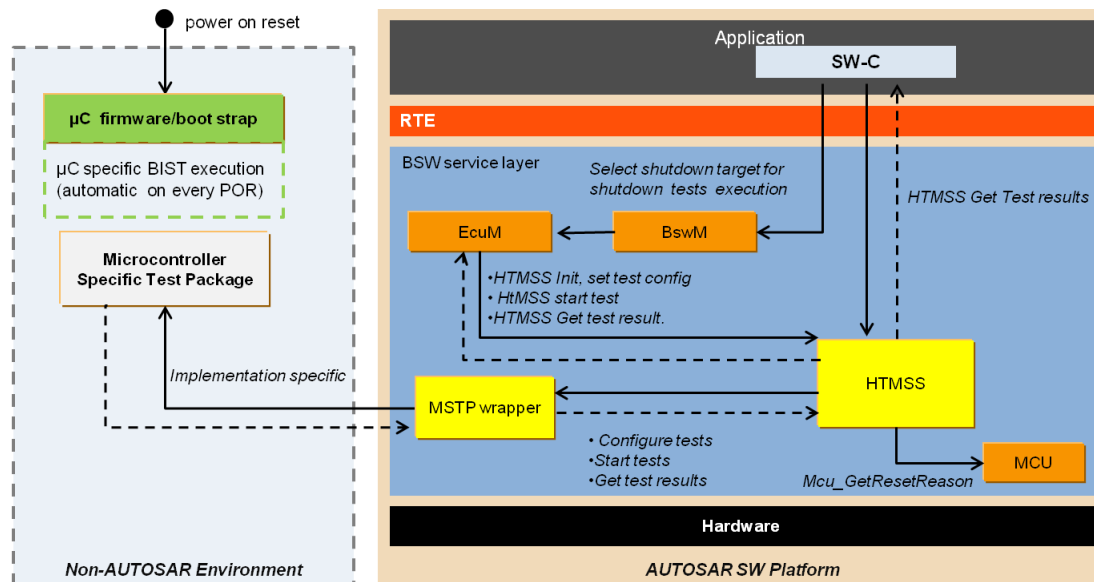 power on reset
µC firmware/boot strap
µC specific BIST execution
(automatic on every POR)
Microcontroller
Specific Test Package
Implementation specific
Non-AUTOSAR Environment
Application
SW-C
RTE
BSW service layer
Select shutdown target for
shutdown tests execution
HTMSS Get Test results
EcuM
BswM
•HTMSS Init, set test config
• HtMSS start test
•HTMSS Get test result.
HTMSS
MSTP wrapper
• Configure tests
•Start tests
•Get test results
Mcu_GetResetReason
MCU
Hardware
AUTOSAR SW Platform